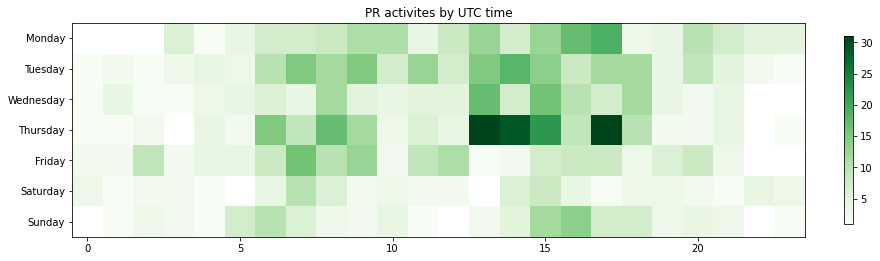 PR activites by UTC time
Monday
Tuesday
Wednesday
Thursday
Friday
Saturday
Sunday
0 5 10 15 20
30
25
20
15
10
5